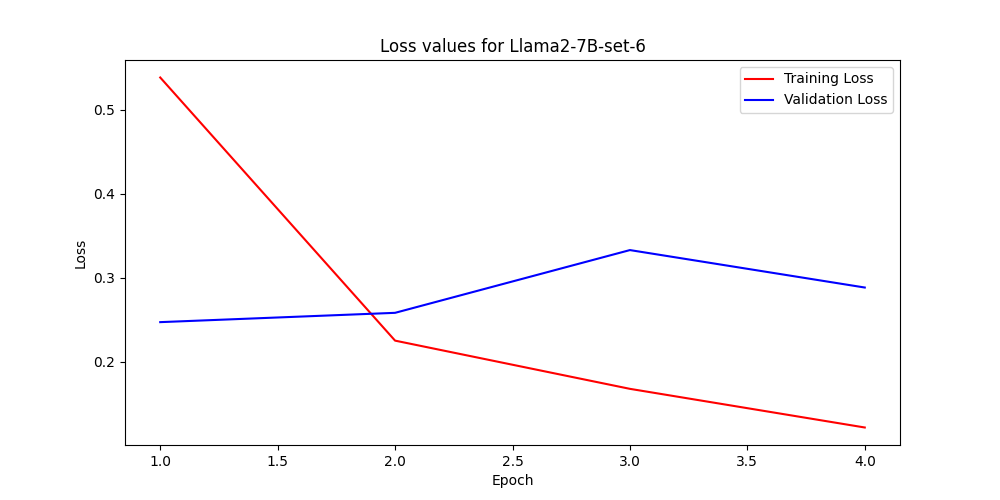 Loss values for Llama2-7B-set-6
Training Loss
Validation Loss
0.5
0.4
0.3
0.2
Loss
1.0 1.5 2.0 2.5 3.0 3.5 4.0
Epoch